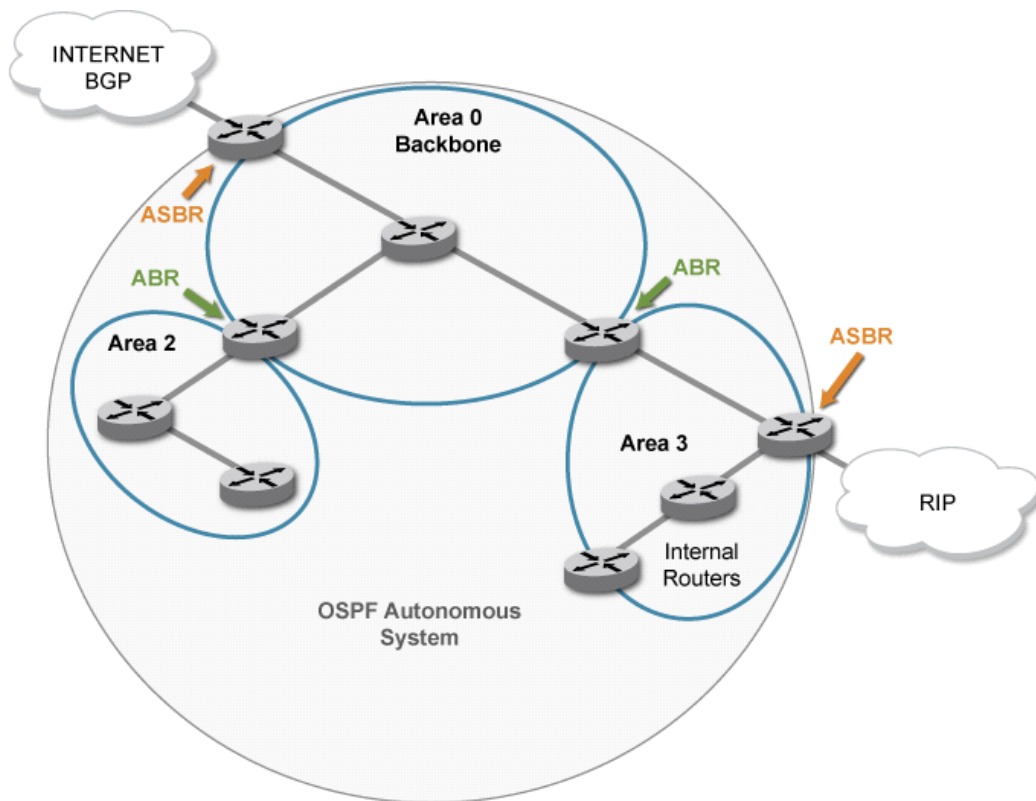 INTERNET
BGP
Area 0
Backbone
ASBR
ABR
ABR
Area 2
ASBR
Area 3
RIP
Internal
Routers
OSPF Autonomous
System